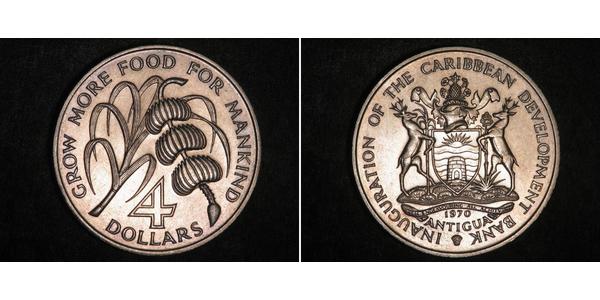 GROW MORE FOOD FOR MANKIND
4
DOLLARS
INAUGURATION OF THE CARIBBEAN DEVELOPMENT BANK
1970
ANTIGUA